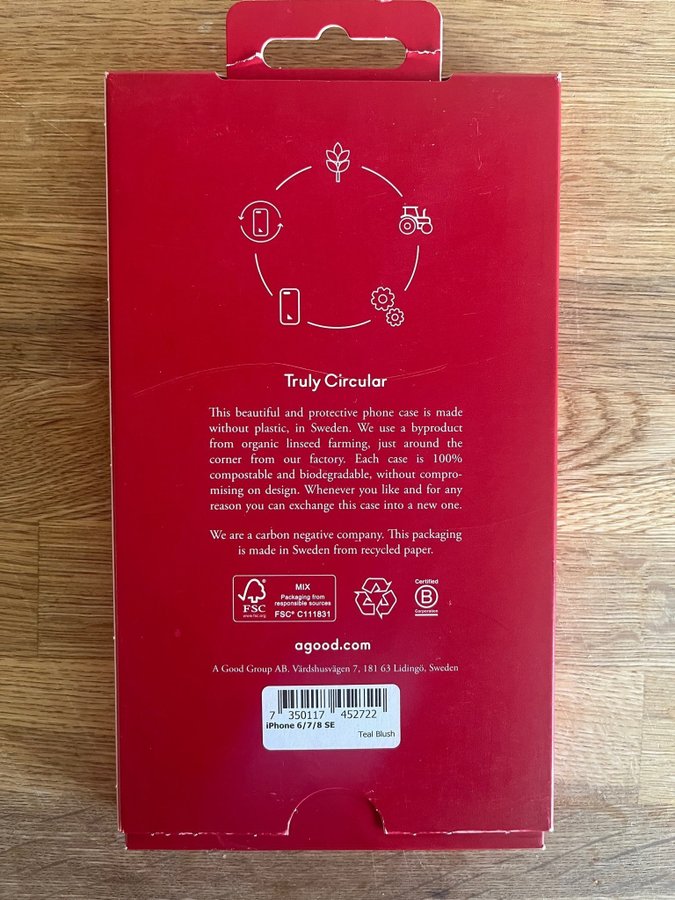 Truly Circular
This beautiful and protective phone case is made
without plastic, in Sweden. We use a byproduct
from organic linseed farming, just around the
corner from our factory. Each case is 100%
compostable and biodegradable, without compro-
mising on design. Whenever you like and for any
reason you can exchange this case into a new one.
We are a carbon negative company. This packaging
is made in Sweden from recycled paper.
FSC
www.fsc.org
MIX
Packaging from
responsible sources
FSC® C111831
Certified
B
Corporation
agood.com
A Good Group AB. Värdshusvägen 7, 181 63 Lidingö, Sweden
7 350117 452722
iPhone 6/7/8 SE
Teal Blush